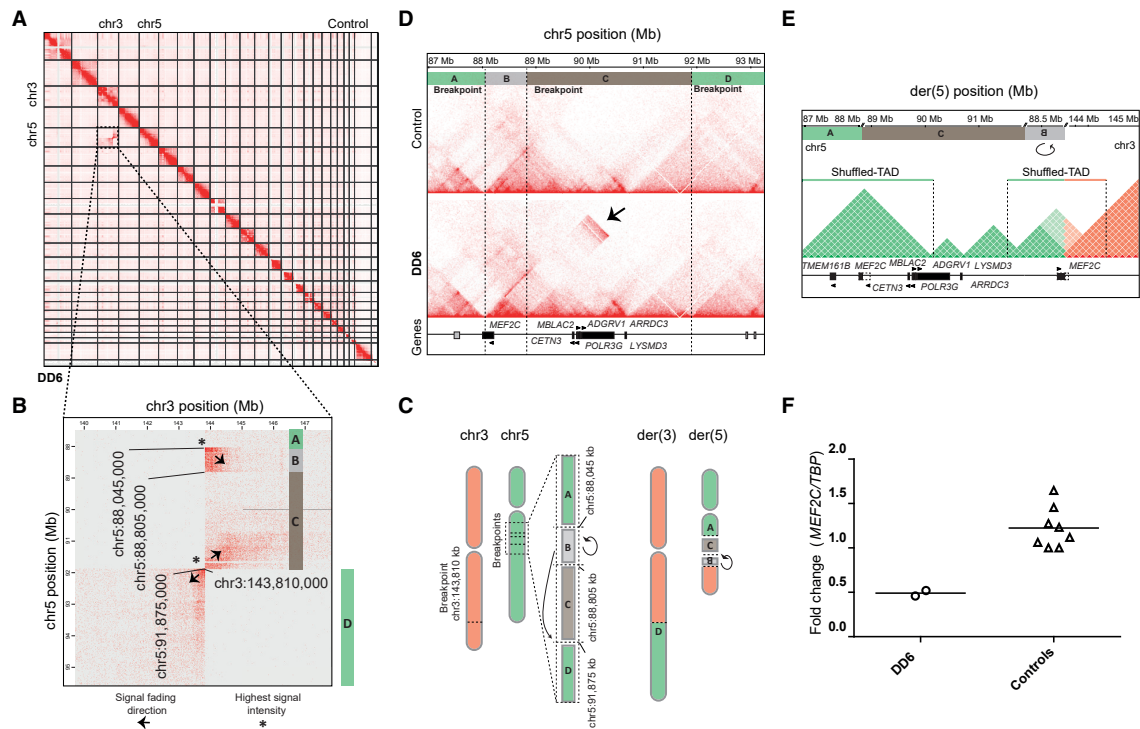 A
chr3 chr5 Control
chr3
chr5
DD6
B
chr3 position (Mb)
140 141 142 143 144 145 146 147
chr5 position (Mb)
88
90
91
92
93
94
95
*
*
chr5:88,045,000
chr5:88,805,000
chr5:91,875,000
chr3:143,810,000
A
B
C
D
Signal fading
direction
Highest signal
intensity
*
C
chr3 chr5 der(3) der(5)
Breakpoint
chr3:143,810 kb
Breakpoints
A
B
C
D
chr5:88,045 kb
chr5:88,805 kb
chr5:91,875 kb
D
A
C
B
D
chr5 position (Mb)
87 Mb 88 Mb 89 Mb 90 Mb 91 Mb 92 Mb 93 Mb
A B C D
Breakpoint Breakpoint Breakpoint
Control
DD6
Genes
MEF2C MBLAC2 ADGRV1 ARRDC3
CETN3 POLR3G LYSMD3
E
der(5) position (Mb)
87 Mb 88 Mb 89 Mb 90 Mb 91 Mb 88.5 Mb 144 Mb 145 Mb
A C B
chr5 chr3
Shuffled-TAD Shuffled-TAD
TMEM161B MEF2C MBLAC2 ADGRV1 LYSMD3 MEF2C
CETN3 POLR3G ARRDC3
F
Fold change (MEF2C/TBP)
2.0
1.5
1.0
0.5
0.0
DD6
Controls